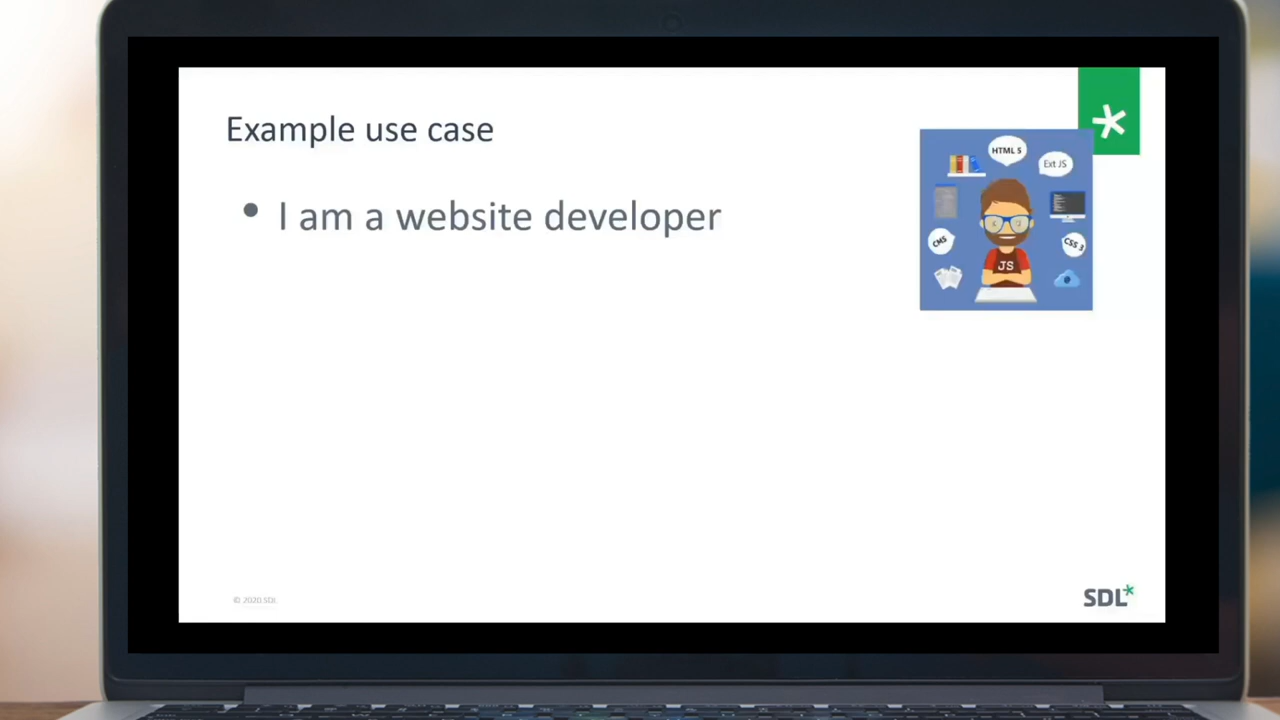 Example use case
HTML 5
Ext JS
• I am a website developer
CMS
CSS 3
JS
© 2020 SDL
SDL*